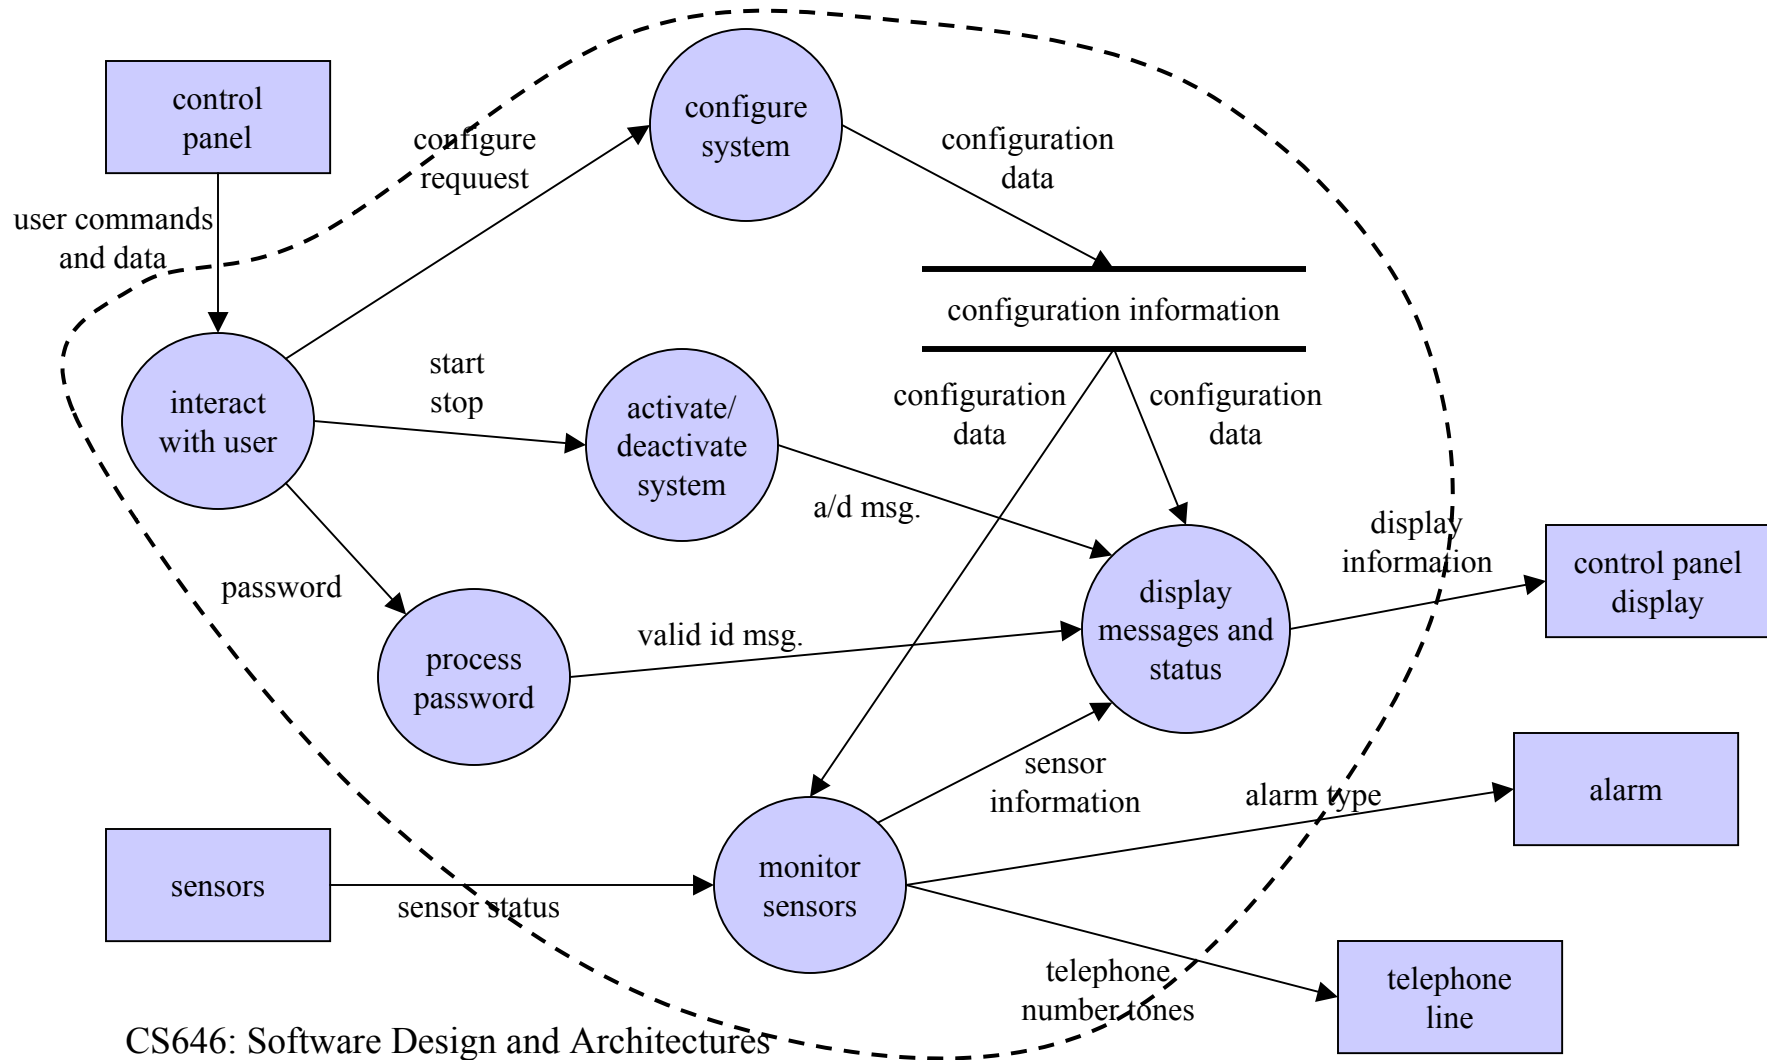 control
panel
configure
system
configure
requuest
configuration
data
user commands
and data
configuration information
interact
with user
start
stop
activate/
deactivate
system
configuration
data
configuration
data
a/d msg.
display
information
control panel
display
password
process
password
valid id msg.
display
messages and
status
sensor
information
alarm type
alarm
sensors
sensor status
monitor
sensors
telephone
number tones
telephone
line
CS646: Software Design and Architectures